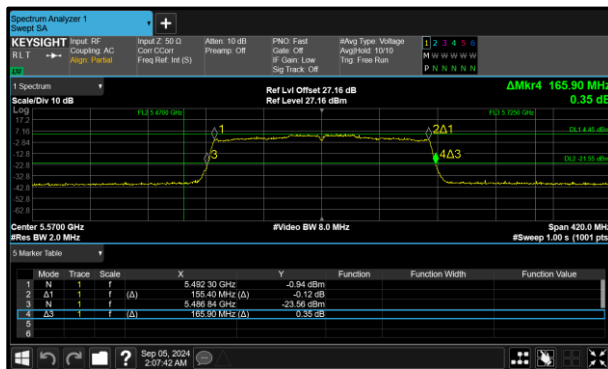 Spectrum Analyzer 1
Swept SA
KEYSIGHT
RLT
Input: RF
Coupling: AC
Align: Partial
Input Z: 50 Ω
Corr CCorr
Freq Ref: Int (S)
Atten: 10 dB
Preamp: Off
PNO: Fast
Gate: Off
IF Gain: Low
Sig Track: Off
#Avg Type: Voltage
Avg|Hold: 10/10
Trig: Free Run
1 2 3 4 5 6
M W W W W W
P N N N N N
1 Spectrum
Scale/Div 10 dB
Ref Lvl Offset 27.16 dB
Ref Level 27.16 dBm
ΔMkr4 165.90 MHz
0.35 dB
Log
17.2
7.16
-2.84
-12.8
-22.8
-32.8
-42.8
-52.8
-62.8
FL2 5.4700 GHz
FL3 5.7250 GHz
1
2Δ1
3
4Δ3
DL1 4.45 dBm
DL2 -21.55 dBm
Center 5.5700 GHz
#Res BW 2.0 MHz
#Video BW 8.0 MHz
Span 420.0 MHz
#Sweep 1.00 s (1001 pts)
5 Marker Table
Mode Trace Scale X Y Function Function Width Function Value
1 N 1 f 5.492 30 GHz -0.94 dBm
2 Δ1 1 f (Δ) 155.40 MHz (Δ) -0.12 dB
3 N 1 f 5.486 84 GHz -23.56 dBm
4 Δ3 1 f (Δ) 165.90 MHz (Δ) 0.35 dB
5
6
Sep 05, 2024
2:07:42 AM